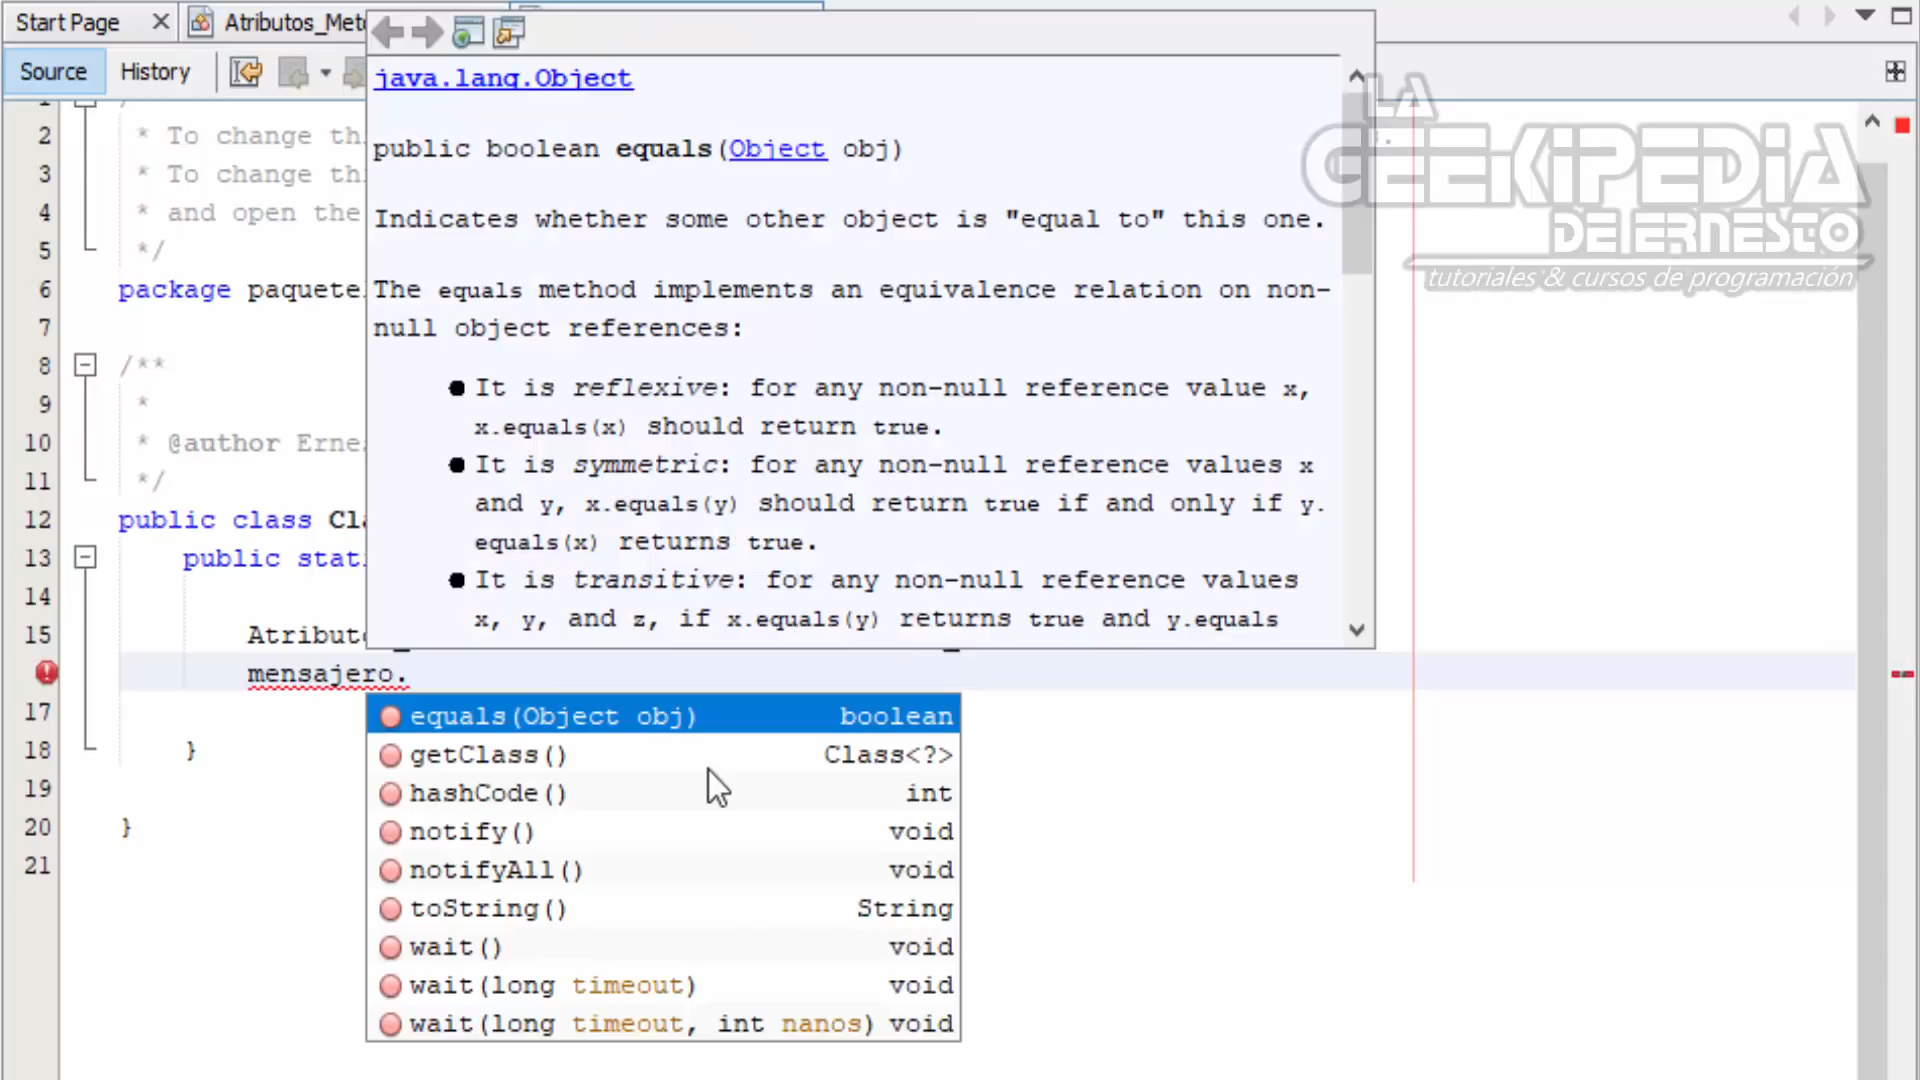 Start Page
Atributos_Met
Source
History
java.lang.Object
public boolean equals(Object obj)
Indicates whether some other object is "equal to" this one.
The equals method implements an equivalence relation on non-
null object references:
It is reflexive: for any non-null reference value x,
x.equals(x) should return true.
It is symmetric: for any non-null reference values x
and y, x.equals(y) should return true if and only if y.
equals(x) returns true.
It is transitive: for any non-null reference values
x, y, and z, if x.equals(y) returns true and y.equals
LA
GEEKIPEDIA
DE ERNESTO
tutoriales & cursos de programación
1 /
2 * To change th
3 * To change th
4 * and open the
5 */
6 package paquete
7
8 /**
9 *
10 * @author Erne
11 */
12 public class Cl
13 public stat
14
15 Atribut
mensajero.
17
18 }
19
20 }
21
equals(Object obj) boolean
getClass() Class<?>
hashCode() int
notify() void
notifyAll() void
toString() String
wait() void
wait(long timeout) void
wait(long timeout, int nanos) void